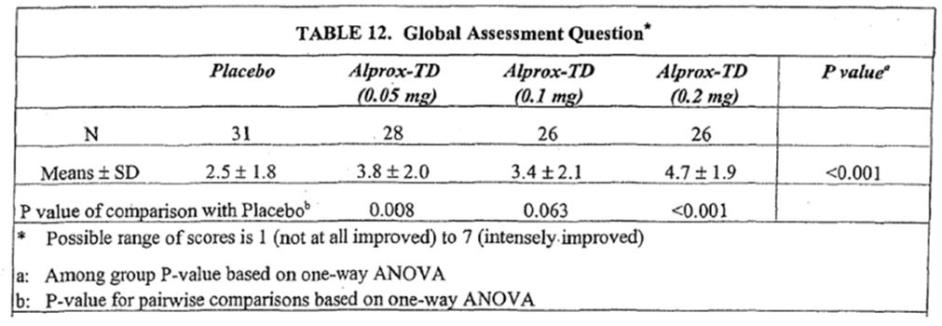 TABLE 12. Global Assessment Question*
Placebo Alprox-TD (0.05 mg) Alprox-TD (0.1 mg) Alprox-TD (0.2 mg) P valueᵃ
N 31 28 26 26
Means ± SD 2.5 ± 1.8 3.8 ± 2.0 3.4 ± 2.1 4.7 ± 1.9 <0.001
P value of comparison with Placeboᵇ 0.008 0.063 <0.001
* Possible range of scores is 1 (not at all improved) to 7 (intensely improved)
a: Among group P-value based on one-way ANOVA
b: P-value for pairwise comparisons based on one-way ANOVA